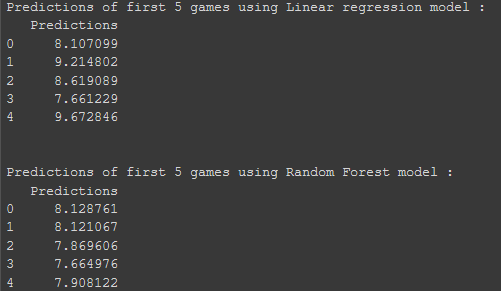 Predictions of first 5 games using Linear regression model :
Predictions
0 8.107099
1 9.214802
2 8.619089
3 7.661229
4 9.672846
Predictions of first 5 games using Random Forest model :
Predictions
0 8.128761
1 8.121067
2 7.869606
3 7.664976
4 7.908122